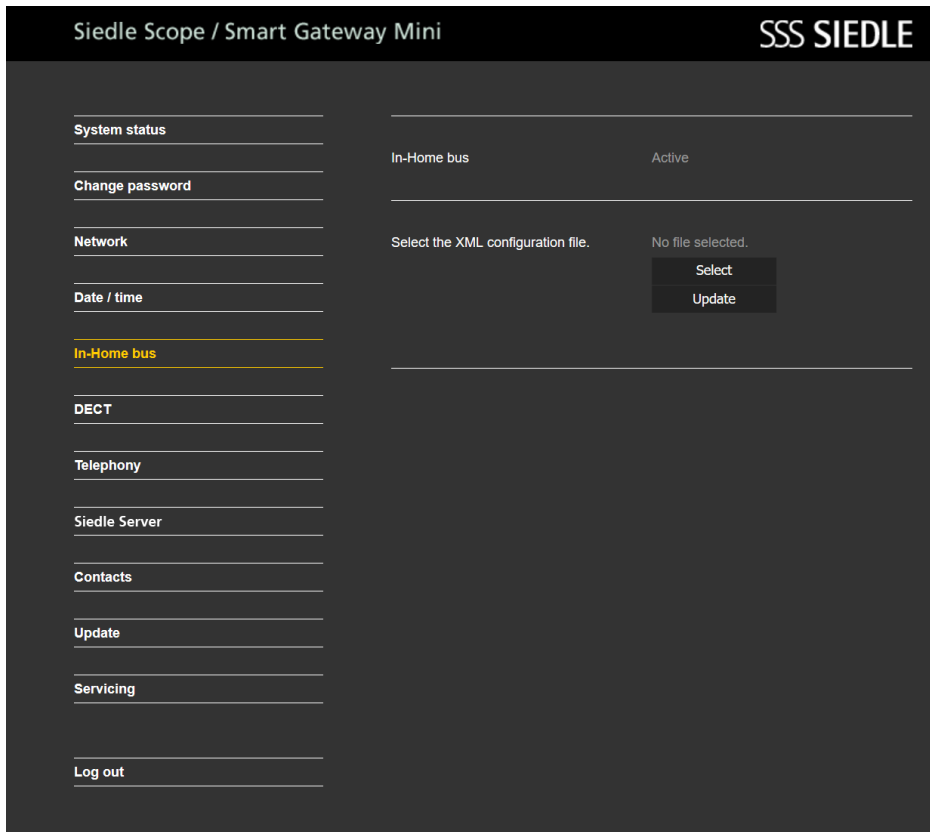 Siedle Scope / Smart Gateway Mini
SSS SIEDLE
System status
Change password
Network
Date / time
In-Home bus
DECT
Telephony
Siedle Server
Contacts
Update
Servicing
Log out
In-Home bus Active
Select the XML configuration file. No file selected.
Select
Update